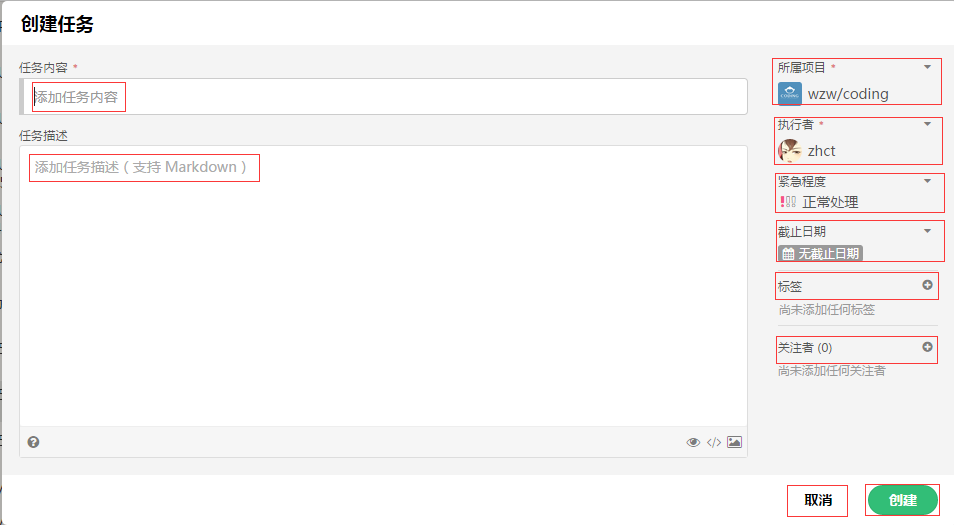 创建任务
任务内容 *
添加任务内容
任务描述
添加任务描述（支持 Markdown）
所属项目 *
CODING
wzw/coding
执行者 *
zhct
紧急程度
正常处理
截止日期
无截止日期
标签
尚未添加任何标签
关注者 (0)
尚未添加任何关注者
取消
创建